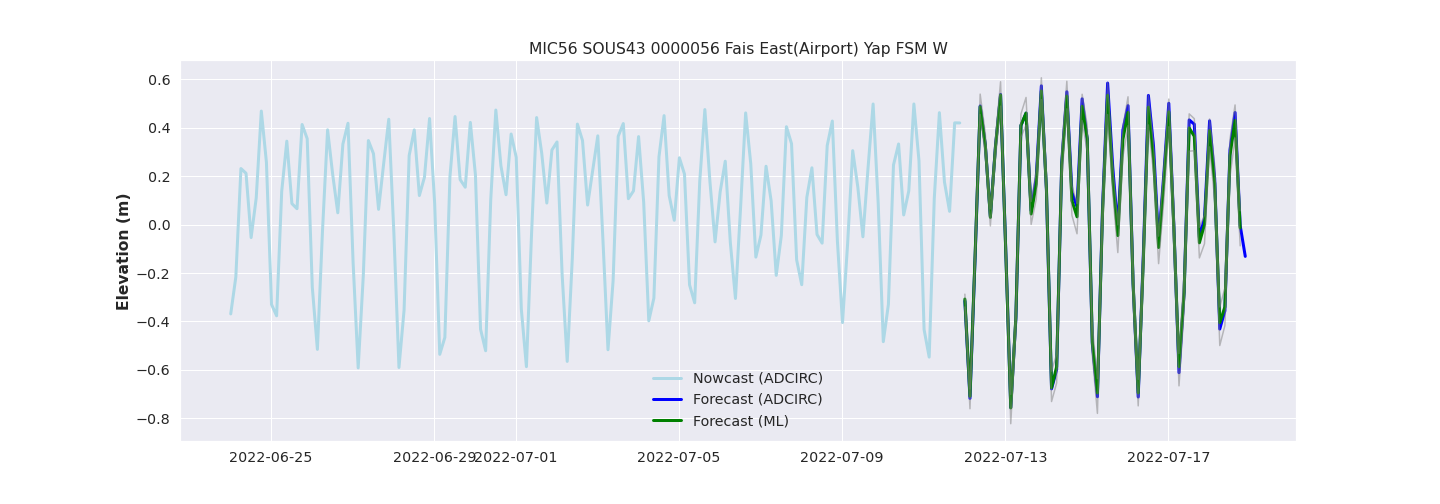 MIC56 SOUS43 0000056 Fais East(Airport) Yap FSM W
Elevation (m)
0.6
0.4
0.2
0.0
−0.2
−0.4
−0.6
−0.8
Nowcast (ADCIRC)
Forecast (ADCIRC)
Forecast (ML)
2022-06-25 2022-06-29 2022-07-01 2022-07-05 2022-07-09 2022-07-13 2022-07-17